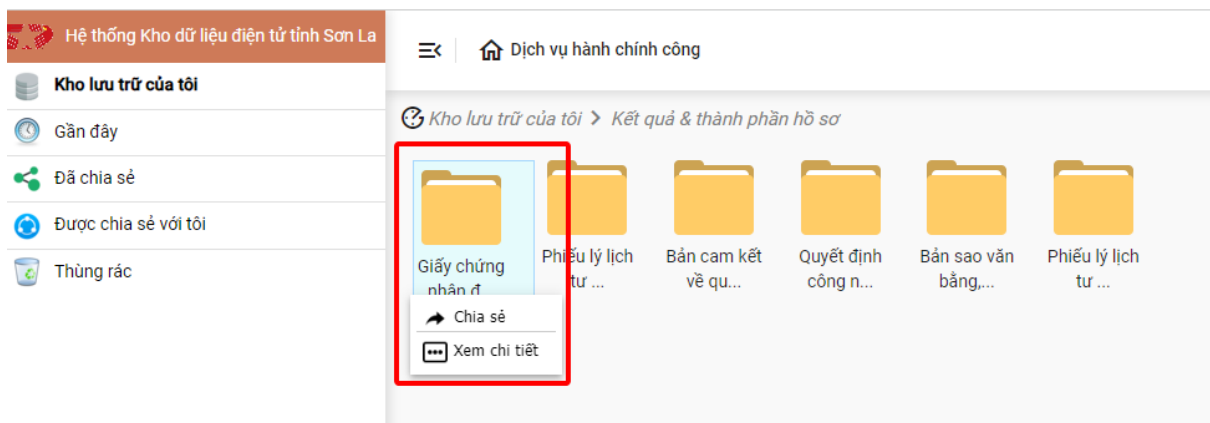 Hệ thống Kho dữ liệu điện tử tỉnh Sơn La
Kho lưu trữ của tôi
Gần đây
Đã chia sẻ
Được chia sẻ với tôi
Thùng rác
Dịch vụ hành chính công
Kho lưu trữ của tôi > Kết quả & thành phần hồ sơ
Giấy chứng
nhận đ...
Phiếu lý lịch
tư ...
Bản cam kết
về qu...
Quyết định
công n...
Bản sao văn
bằng,...
Phiếu lý lịch
tư ...
Chia sẻ
Xem chi tiết